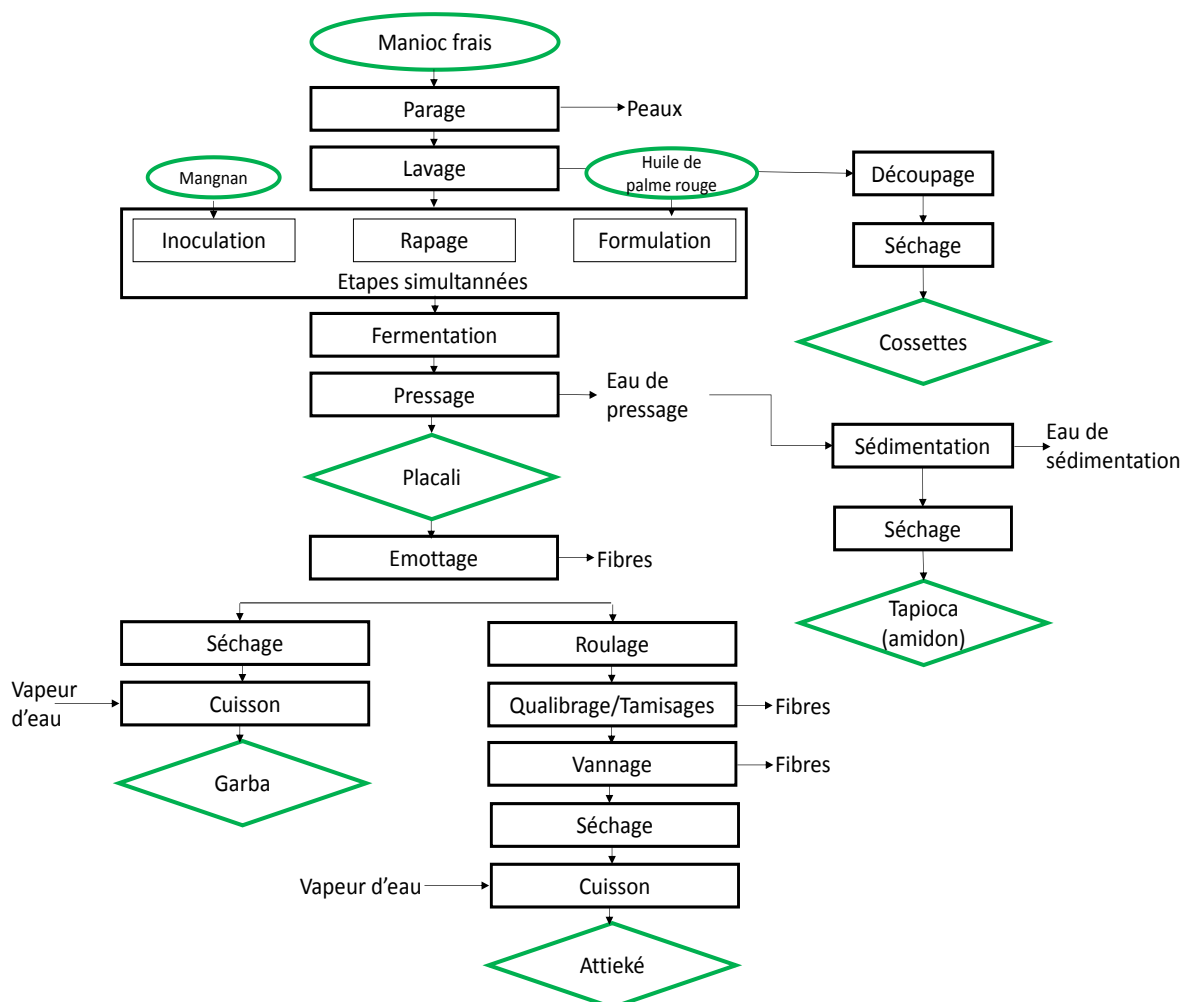 Manioc frais
Parage
Peaux
Lavage
Huile de
palme rouge
Découpage
Mangnan
Inoculation
Rapage
Formulation
Etapes simultannées
Séchage
Cossettes
Fermentation
Pressage
Eau de
pressage
Sédimentation
Eau de
sédimentation
Placali
Séchage
Emottage
Fibres
Tapioca
(amidon)
Séchage
Roulage
Vapeur
d’eau
Cuisson
Qualibrage/Tamisages
Fibres
Garba
Vannage
Fibres
Séchage
Vapeur d’eau
Cuisson
Attieké